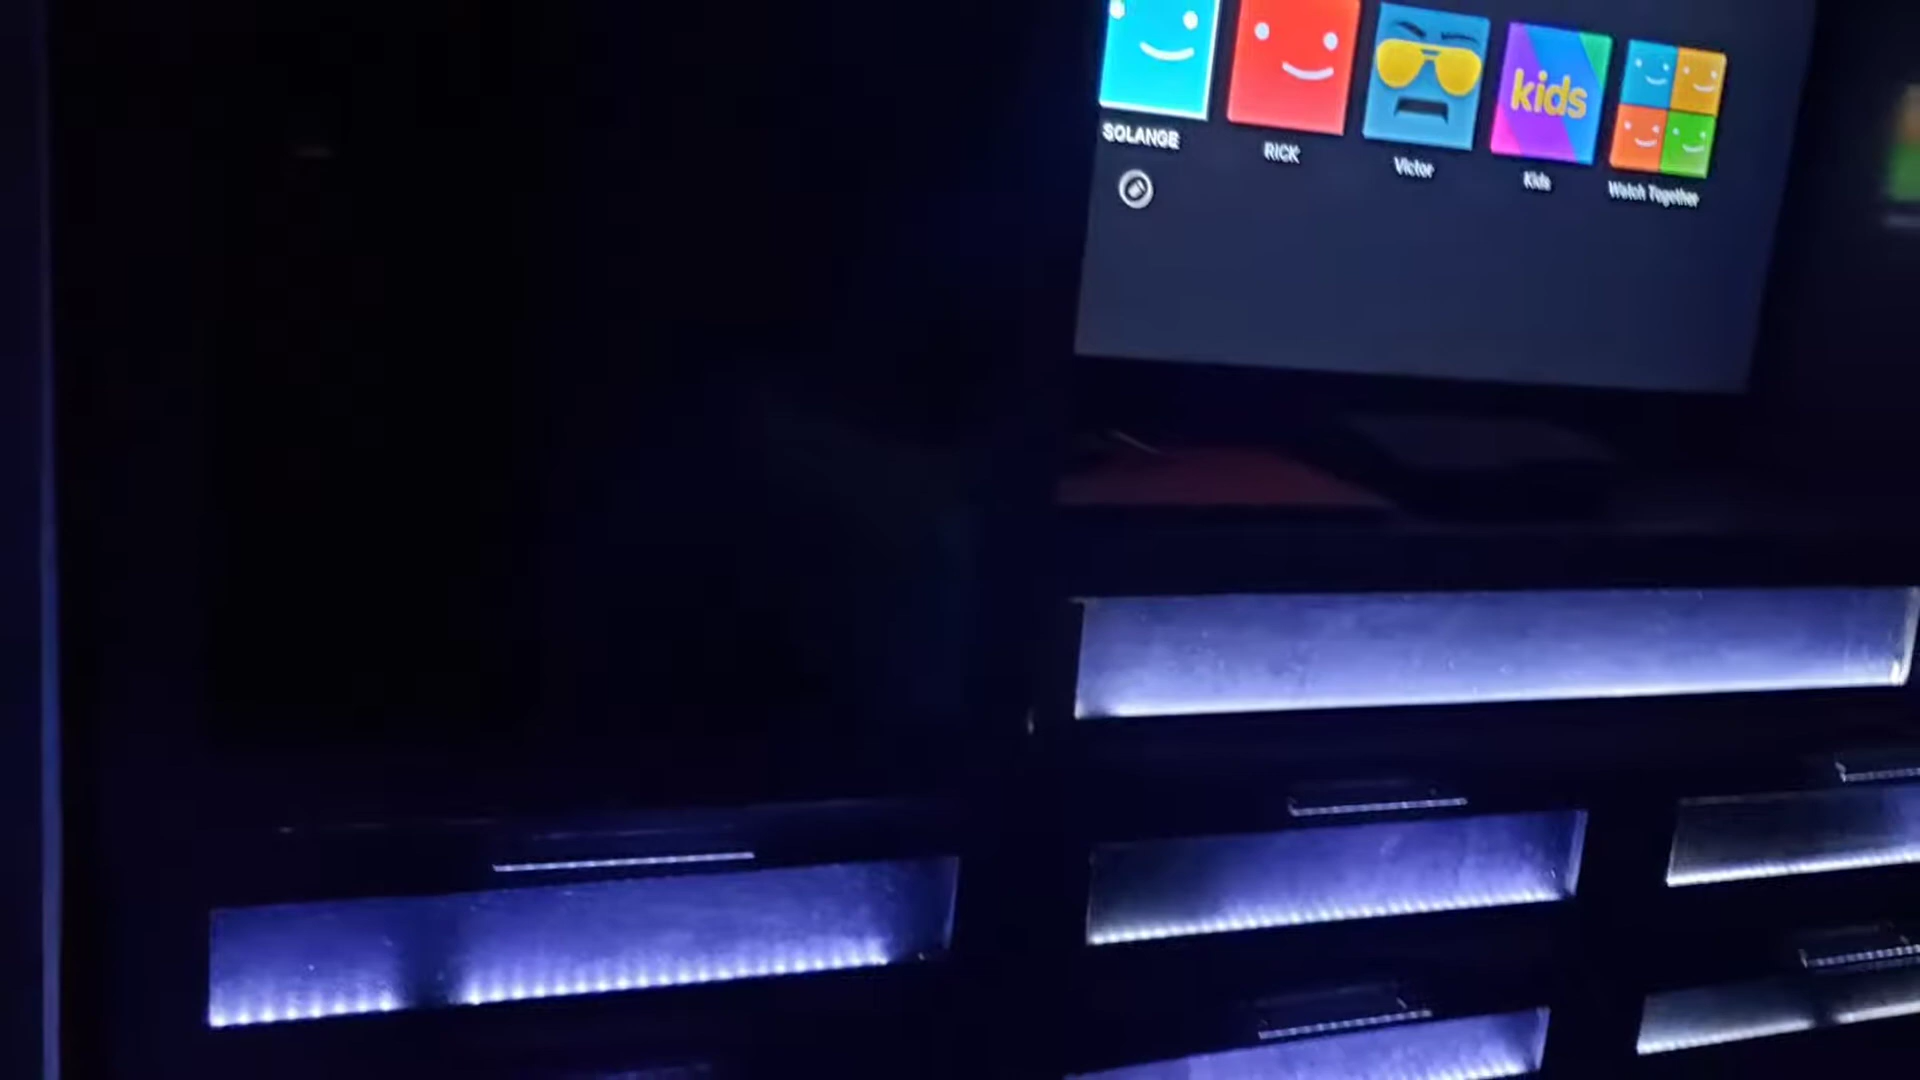 kids
SOLANGE
RICK
Victor
Kids
Watch Together